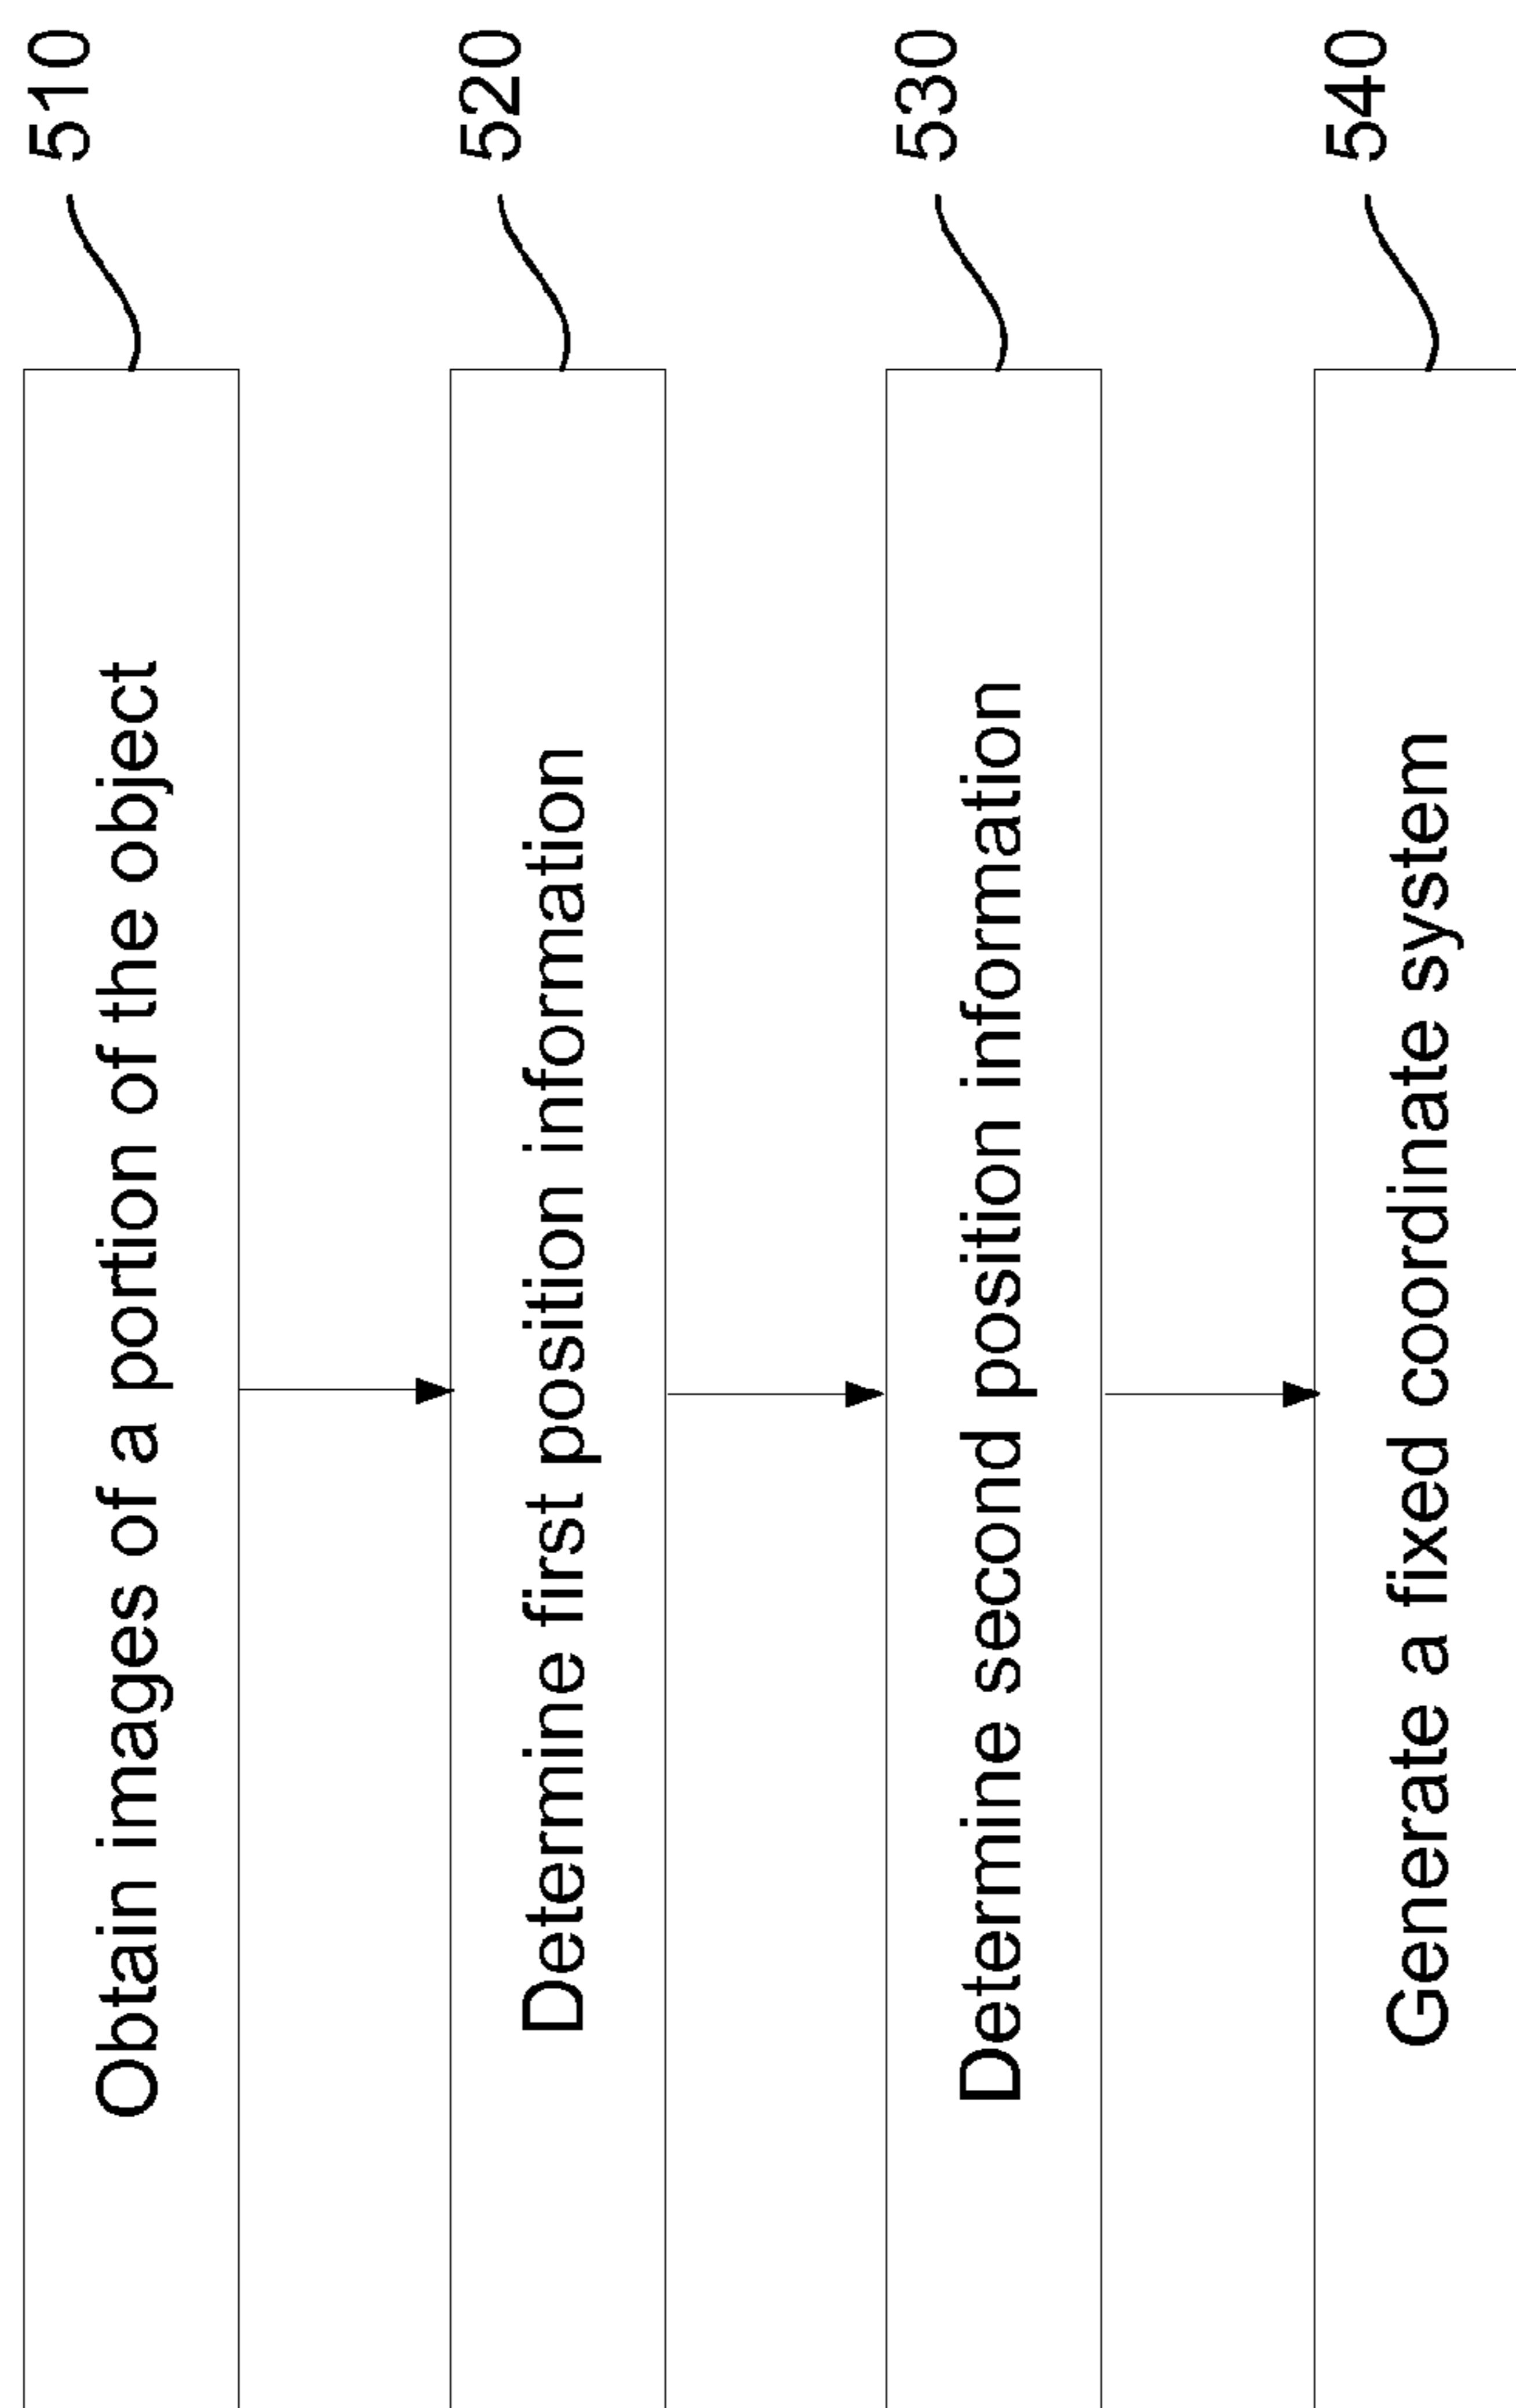 Obtain images of a portion of the object
510
Determine first position information
520
Determine second position information
530
Generate a fixed coordinate system
540